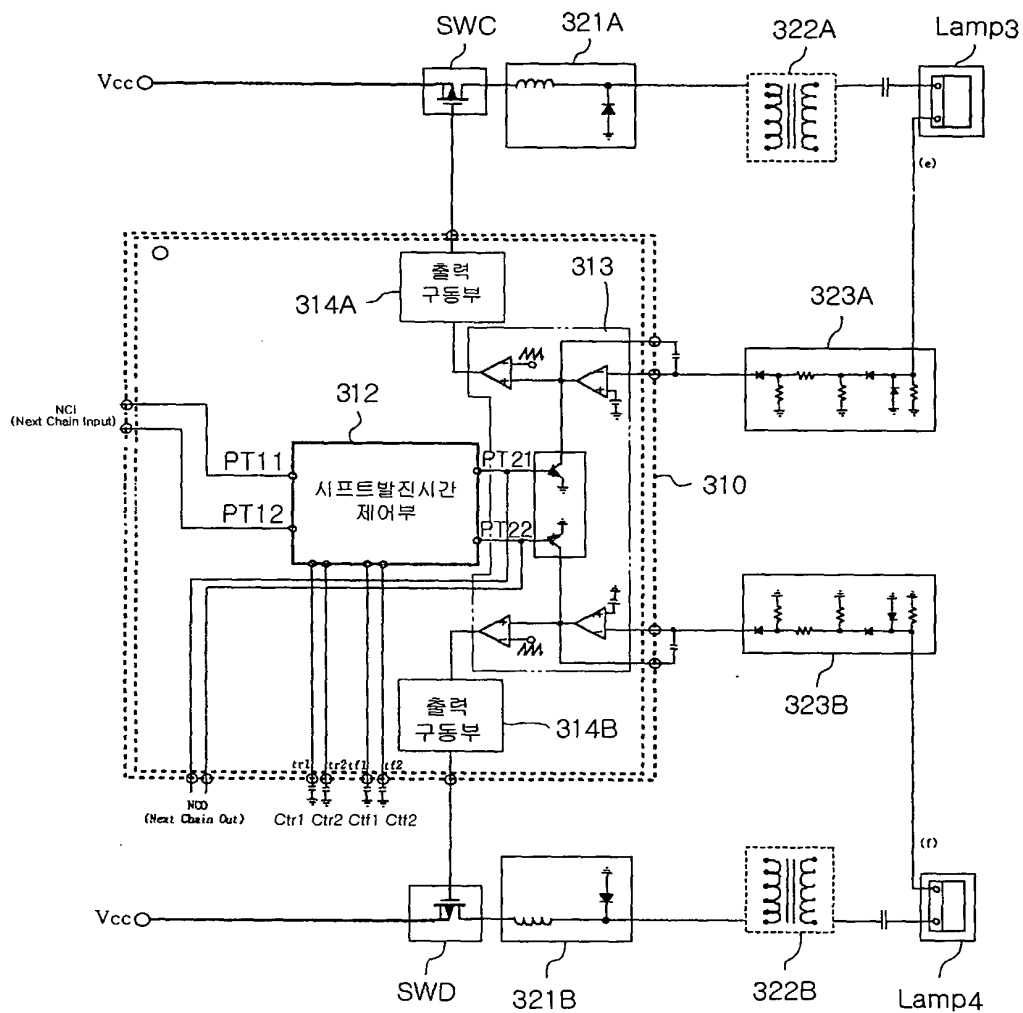 SWC
321A
322A
Lamp3
Vcc
(e)
출력
구동부
314A
313
323A
NCI
(Next Chain Input)
312
PT11
PT12
시프트발진시간
제어부
PT21
PT22
310
출력
구동부
314B
323B
tr1 tr2 tf1 tf2
NCO
(Next Chain Out)
Ctr1 Ctr2 Ctf1 Ctf2
(f)
Vcc
SWD
321B
322B
Lamp4